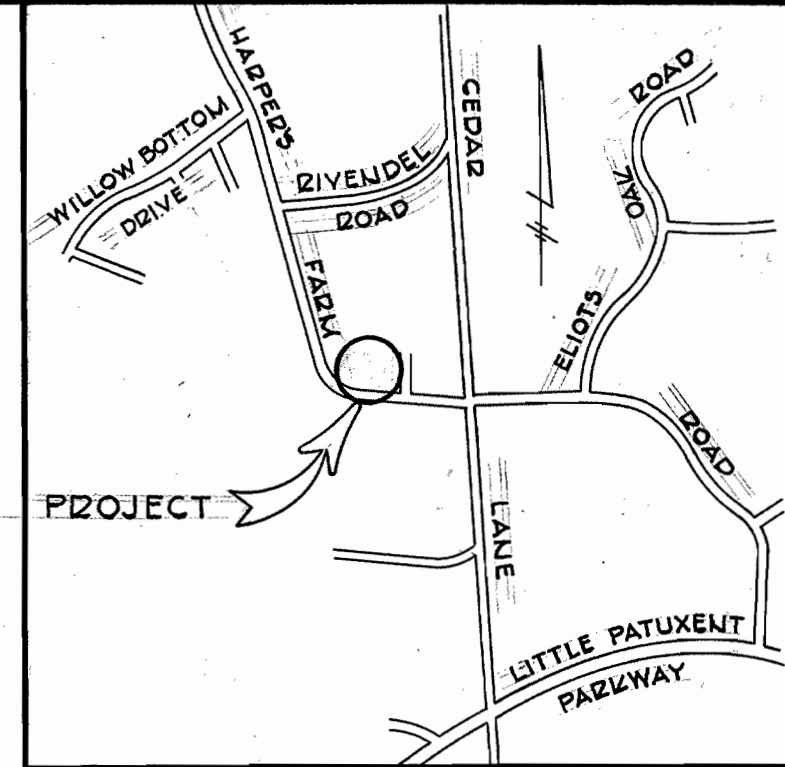 HARPER'S
FARM
ROAD
CEDAR
LANE
WILLOW BOTTOM
DRIVE
RIVENDEL
ROAD
ELIOTS
OAK
ROAD
PROJECT
LITTLE PATUXENT
PARKWAY